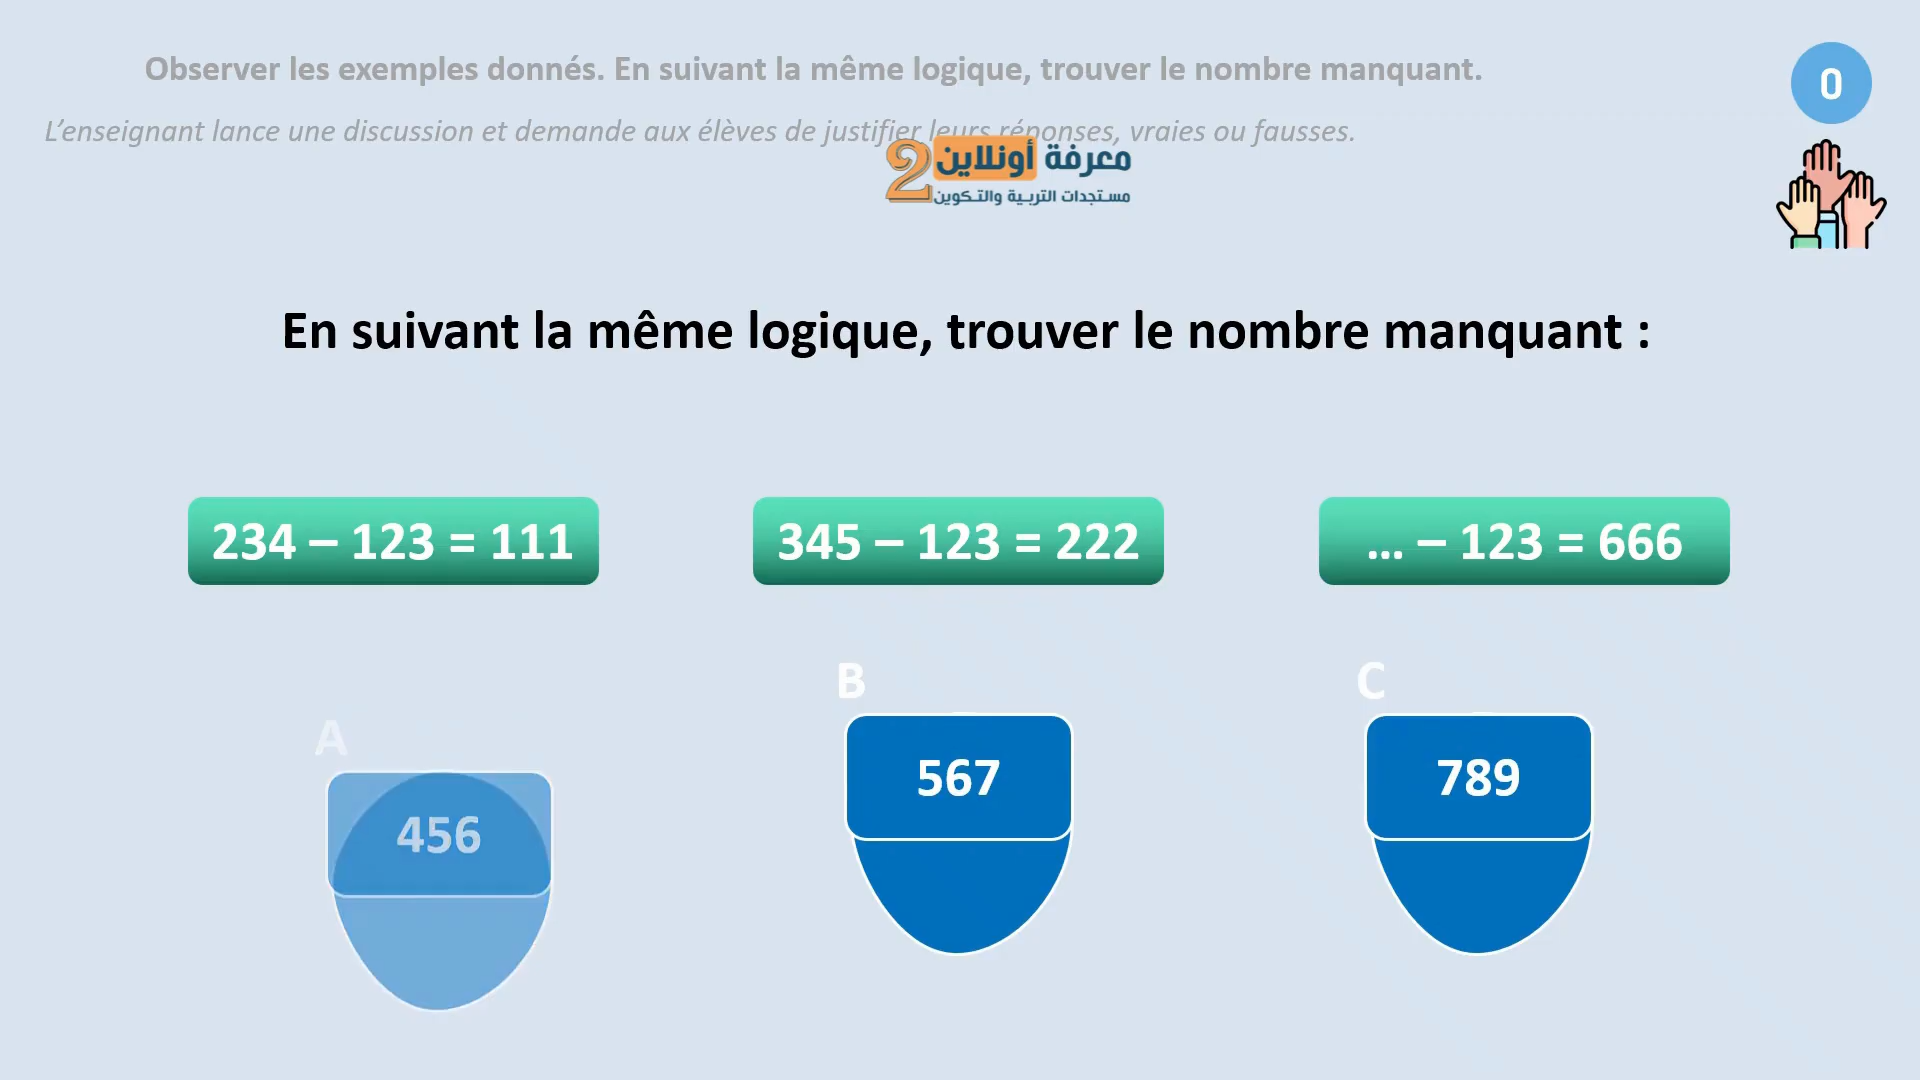 Observer les exemples donnés. En suivant la même logique, trouver le nombre manquant.
0
L’enseignant lance une discussion et demande aux élèves de justifier leurs réponses, vraies ou fausses.
معرفة أونلاين 2
مستجدات التربية والتكوين
En suivant la même logique, trouver le nombre manquant :
234 – 123 = 111
345 – 123 = 222
... – 123 = 666
A
456
B
567
C
789